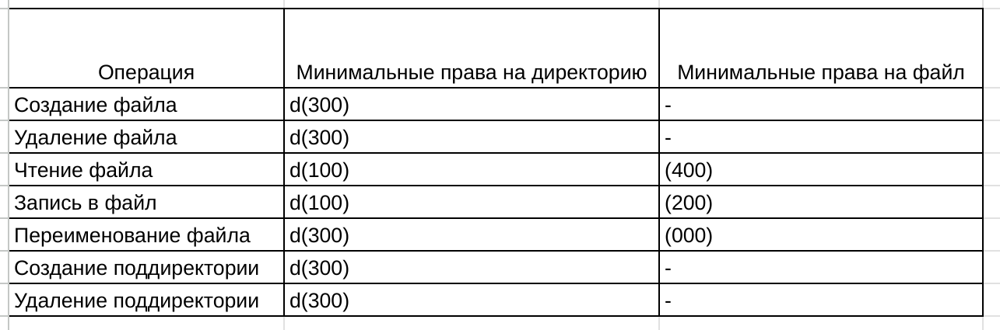 Операция Минимальные права на директорию Минимальные права на файл
Создание файла d(300) -
Удаление файла d(300) -
Чтение файла d(100) (400)
Запись в файл d(100) (200)
Переименование файла d(300) (000)
Создание поддиректории d(300) -
Удаление поддиректории d(300) -